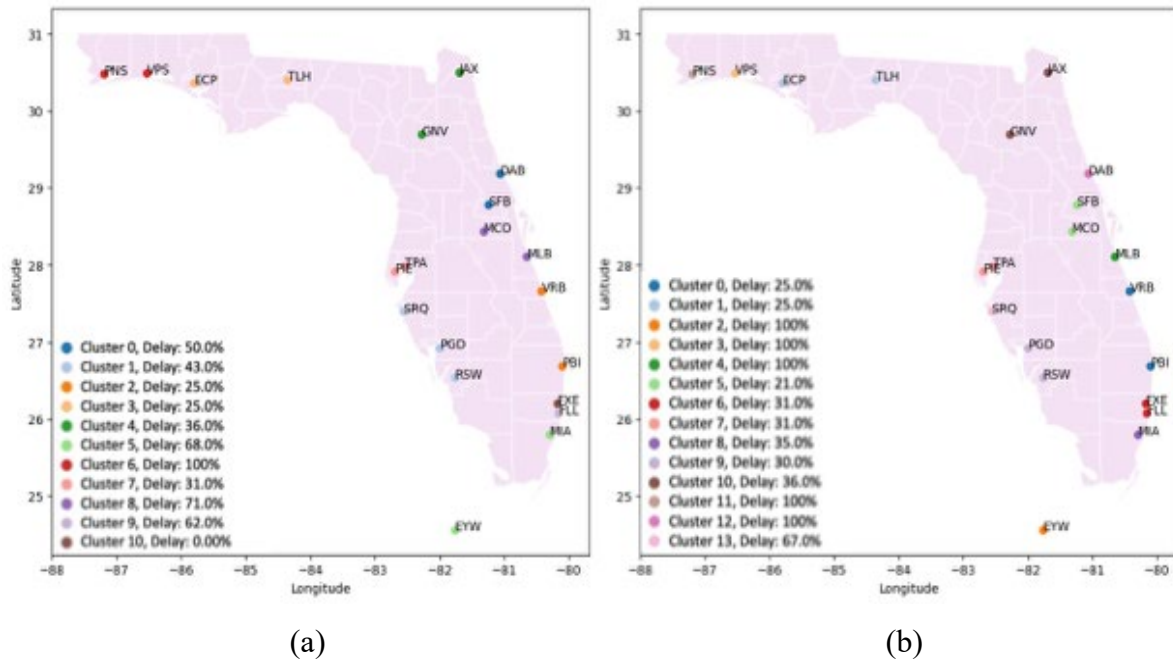 31
30
29
28
27
26
25
Latitude
−88 −87 −86 −85 −84 −83 −82 −81 −80
Longitude
PNS VPS ECP TLH JAX
GNV
DAB
SFB
MCO
MLB
TPA
PIE
VRB
SRQ
PGD
PBI
RSW
FXE
FLL
MIA
EYW
Cluster 0, Delay: 50.0%
Cluster 1, Delay: 43.0%
Cluster 2, Delay: 25.0%
Cluster 3, Delay: 25.0%
Cluster 4, Delay: 36.0%
Cluster 5, Delay: 68.0%
Cluster 6, Delay: 100%
Cluster 7, Delay: 31.0%
Cluster 8, Delay: 71.0%
Cluster 9, Delay: 62.0%
Cluster 10, Delay: 0.00%
(a)
31
30
29
28
27
26
25
Latitude
−88 −87 −86 −85 −84 −83 −82 −81 −80
Longitude
PNS VPS ECP TLH JAX
GNV
DAB
SFB
MCO
MLB
TPA
PIE
VRB
SRQ
PGD
PBI
RSW
FXE
FLL
MIA
EYW
Cluster 0, Delay: 25.0%
Cluster 1, Delay: 25.0%
Cluster 2, Delay: 100%
Cluster 3, Delay: 100%
Cluster 4, Delay: 100%
Cluster 5, Delay: 21.0%
Cluster 6, Delay: 31.0%
Cluster 7, Delay: 31.0%
Cluster 8, Delay: 35.0%
Cluster 9, Delay: 30.0%
Cluster 10, Delay: 36.0%
Cluster 11, Delay: 100%
Cluster 12, Delay: 100%
Cluster 13, Delay: 67.0%
(b)